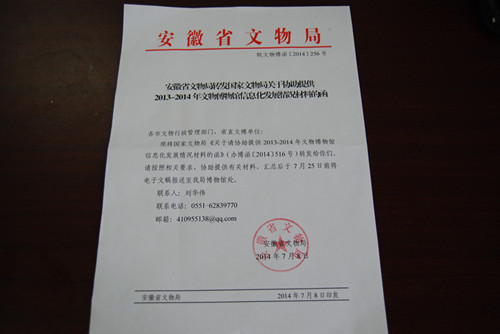 安徽省文物局
皖文物博函〔2014〕256号
安徽省文物局转发国家文物局关于协助提供
2013-2014年文物博物馆信息化发展情况材料的函
各市文物行政管理部门，省直文博单位：
现将国家文物局《关于请协助提供2013-2014年文物博物馆
信息化发展情况材料的函》（办博函〔2014〕516号）转发给你们，
请按照相关要求，协助提供有关材料，汇总后于7月25日前将
电子文稿报送至我局博物馆处。
联系人：刘华伟
联系电话：0551-62839770
邮箱：410955138@qq.com
安徽省文物局
2014年7月8日
安徽省文物局 2014年7月8日印发